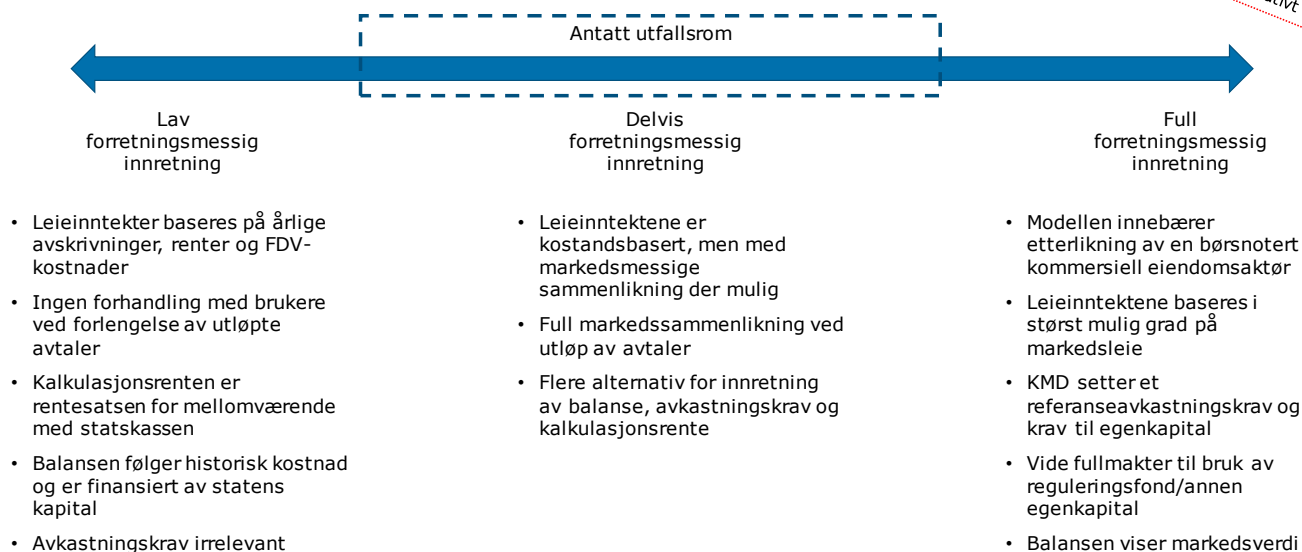 Antatt utfallsrom
Lav
forretningsmessig
innretning
Delvis
forretningsmessig
innretning
Full
forretningsmessig
innretning
• Leieinntekter baseres på årlige
avskrivninger, renter og FDV-
kostnader
• Ingen forhandling med brukere
ved forlengelse av utløpte
avtaler
• Kalkulasjonsrenten er
rentesatsen for mellomværende
med statskassen
• Balansen følger historisk kostnad
og er finansiert av statens
kapital
• Avkastningskrav irrelevant
• Leieinntektene er
kostandsbasert, men med
markedsmessige
sammenlikning der mulig
• Full markedssammenlikning ved
utløp av avtaler
• Flere alternativ for innretning
av balanse, avkastningskrav og
kalkulasjonsrente
• Modellen innebærer
etterlikning av en børsnotert
kommersiell eiendomsaktør
• Leieinntektene baseres i
størst mulig grad på
markedsleie
• KMD setter et
referanseavkastningskrav og
krav til egenkapital
• Vide fullmakter til bruk av
reguleringsfond/annen
egenkapital
• Balansen viser markedsverdi